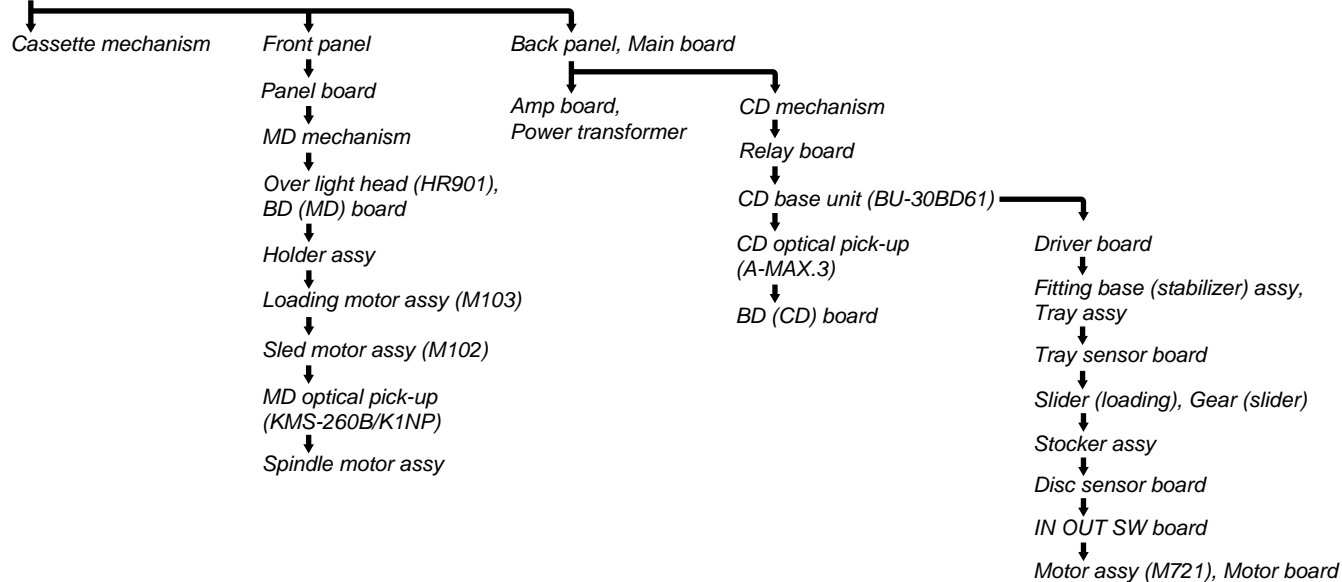 Cassette mechanism
Front panel
Panel board
MD mechanism
Over light head (HR901),
BD (MD) board
Holder assy
Loading motor assy (M103)
Sled motor assy (M102)
MD optical pick-up
(KMS-260B/K1NP)
Spindle motor assy
Back panel, Main board
Amp board,
Power transformer
CD mechanism
Relay board
CD base unit (BU-30BD61)
CD optical pick-up
(A-MAX.3)
BD (CD) board
Driver board
Fitting base (stabilizer) assy,
Tray assy
Tray sensor board
Slider (loading), Gear (slider)
Stocker assy
Disc sensor board
IN OUT SW board
Motor assy (M721), Motor board